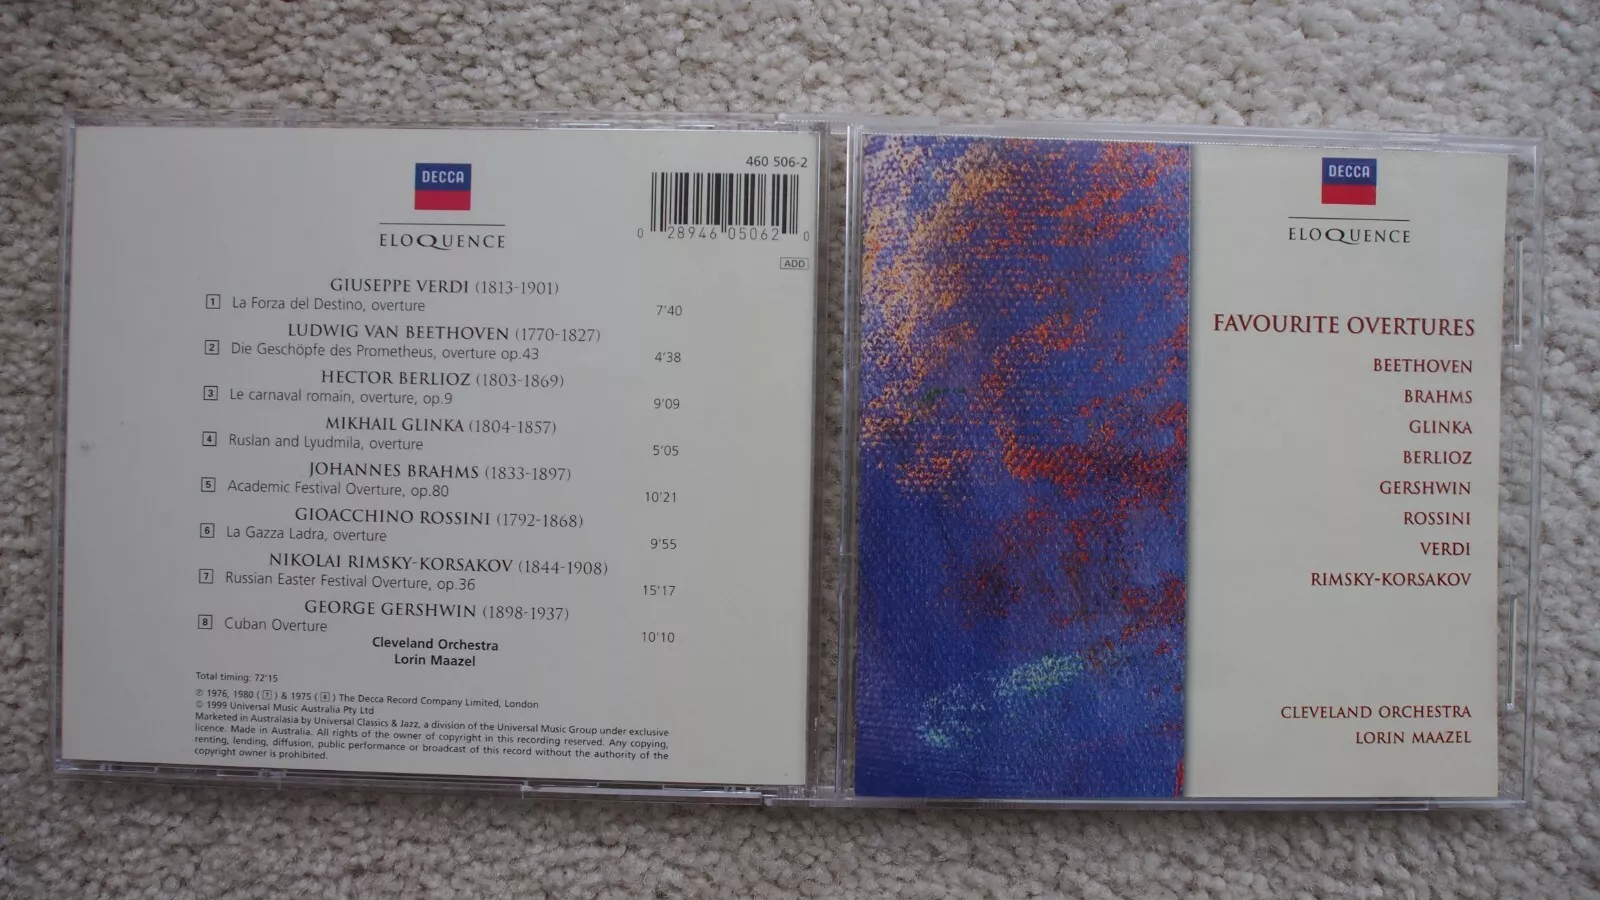 DECCA
ELOQUENCE
460 506-2
0 28946 05062 0
ADD
GIUSEPPE VERDI (1813-1901)
1 La Forza del Destino, overture 7'40
LUDWIG VAN BEETHOVEN (1770-1827)
2 Die Geschöpfe des Prometheus, overture op.43 4'38
HECTOR BERLIOZ (1803-1869)
3 Le carnaval romain, overture, op.9 9'09
MIKHAIL GLINKA (1804-1857)
4 Ruslan and Lyudmila, overture 5'05
JOHANNES BRAHMS (1833-1897)
5 Academic Festival Overture, op.80 10'21
GIOACCHINO ROSSINI (1792-1868)
6 La Gazza Ladra, overture 9'55
NIKOLAI RIMSKY-KORSAKOV (1844-1908)
7 Russian Easter Festival Overture, op.36 15'17
GEORGE GERSHWIN (1898-1937)
8 Cuban Overture 10'10
Cleveland Orchestra
Lorin Maazel
Total timing: 72'15
℗ 1976, 1980 (7) & 1975 (8) The Decca Record Company Limited, London
© 1999 Universal Music Australia Pty Ltd
Marketed in Australasia by Universal Classics & Jazz, a division of the Universal Music Group under exclusive
licence. Made in Australia. All rights of the owner of copyright in this recording reserved. Any copying,
renting, lending, diffusion, public performance or broadcast of this record without the authority of the
copyright owner is prohibited.
DECCA
ELOQUENCE
FAVOURITE OVERTURES
BEETHOVEN
BRAHMS
GLINKA
BERLIOZ
GERSHWIN
ROSSINI
VERDI
RIMSKY-KORSAKOV
CLEVELAND ORCHESTRA
LORIN MAAZEL